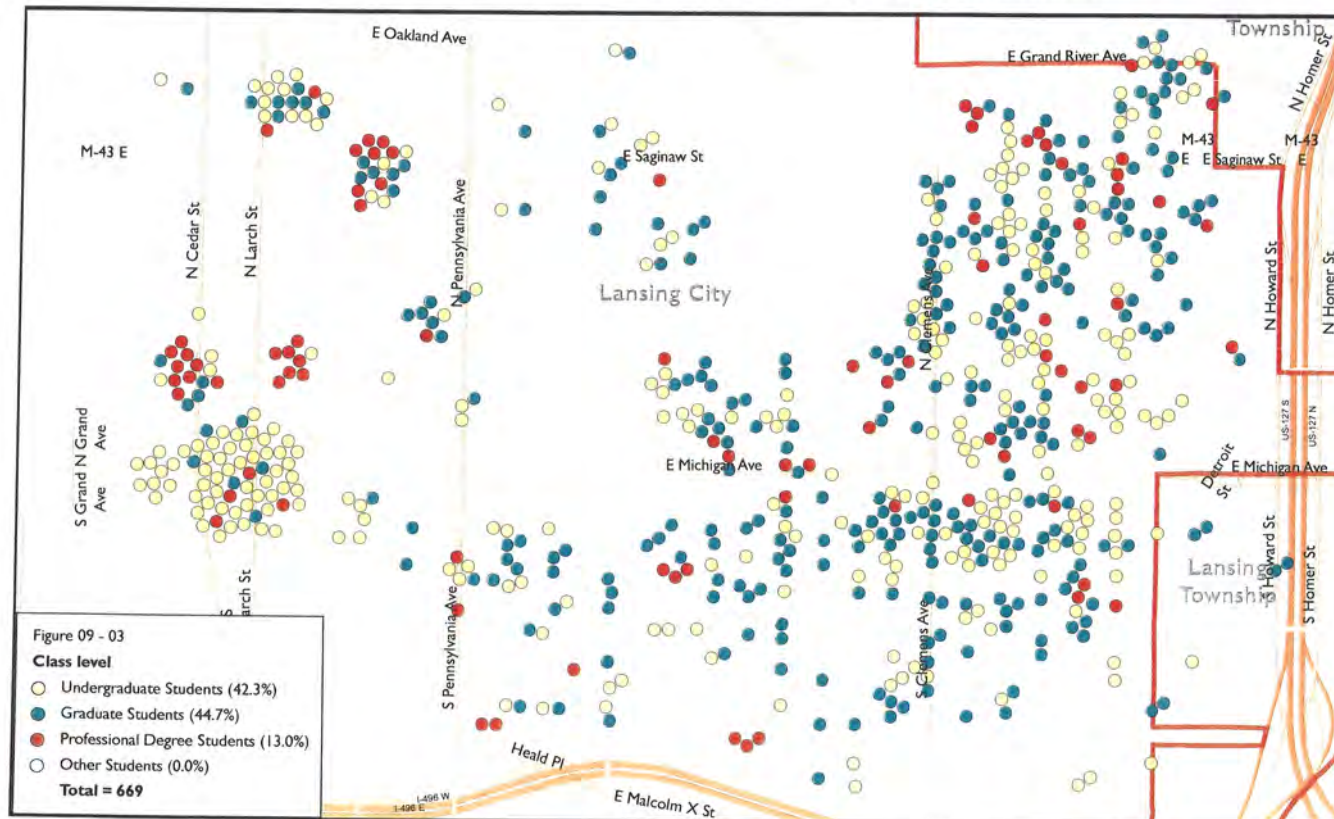 E Oakland Ave
Township
E Grand River Ave
N Homer St
M-43 E
E Saginaw St
M-43
E
E Saginaw St
M-43
E
N Cedar St
N Larch St
N Pennsylvania Ave
Lansing City
N Clemens Ave
N Howard St
N Homer St
S Grand N Grand
Ave
Ave
E Michigan Ave
US-127 S
US-127 N
Detroit
St
E Michigan Ave
S
arch St
S Pennsylvania Ave
S Clemens Ave
Lansing
Township
Howard St
S Homer St
Figure 09 - 03
Class level
Undergraduate Students (42.3%)
Graduate Students (44.7%)
Professional Degree Students (13.0%)
Other Students (0.0%)
Total = 669
Heald Pl
I-496 W
I-496 E
E Malcolm X St